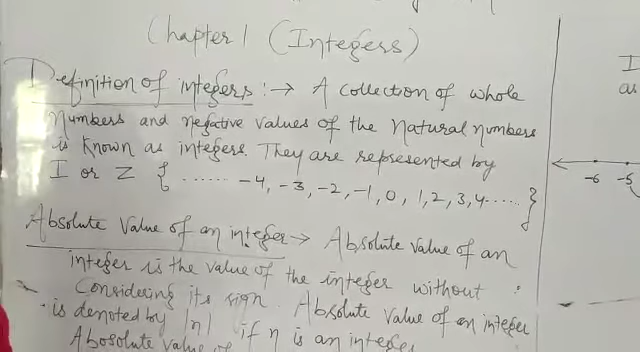 Chapter 1 (Integers)
Definition of integers :→ A collection of whole
Numbers and negative values of the Natural numbers
is known as integers. They are represented by
I or Z { ...... -4, -3, -2, -1, 0, 1, 2, 3, 4..... }
Absolute Value of an integer → Absolute value of an
integer is the value of the integer without
Considering its sign. Absolute value of an integer
is denoted by |n| if n is an integer
Abosolute value of
I
as
-6 -5